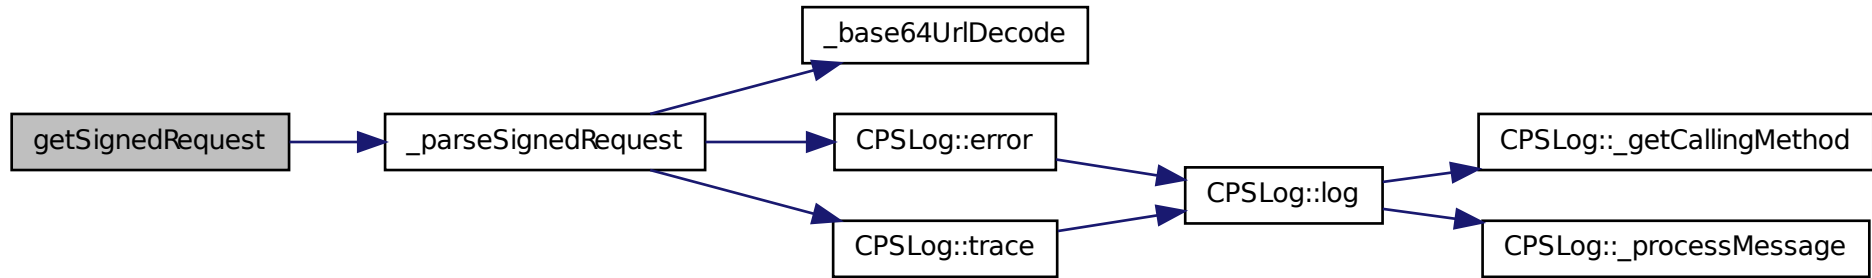 getSignedRequest
_parseSignedRequest
_base64UrlDecode
CPSLog::error
CPSLog::trace
CPSLog::log
CPSLog::_getCallingMethod
CPSLog::_processMessage